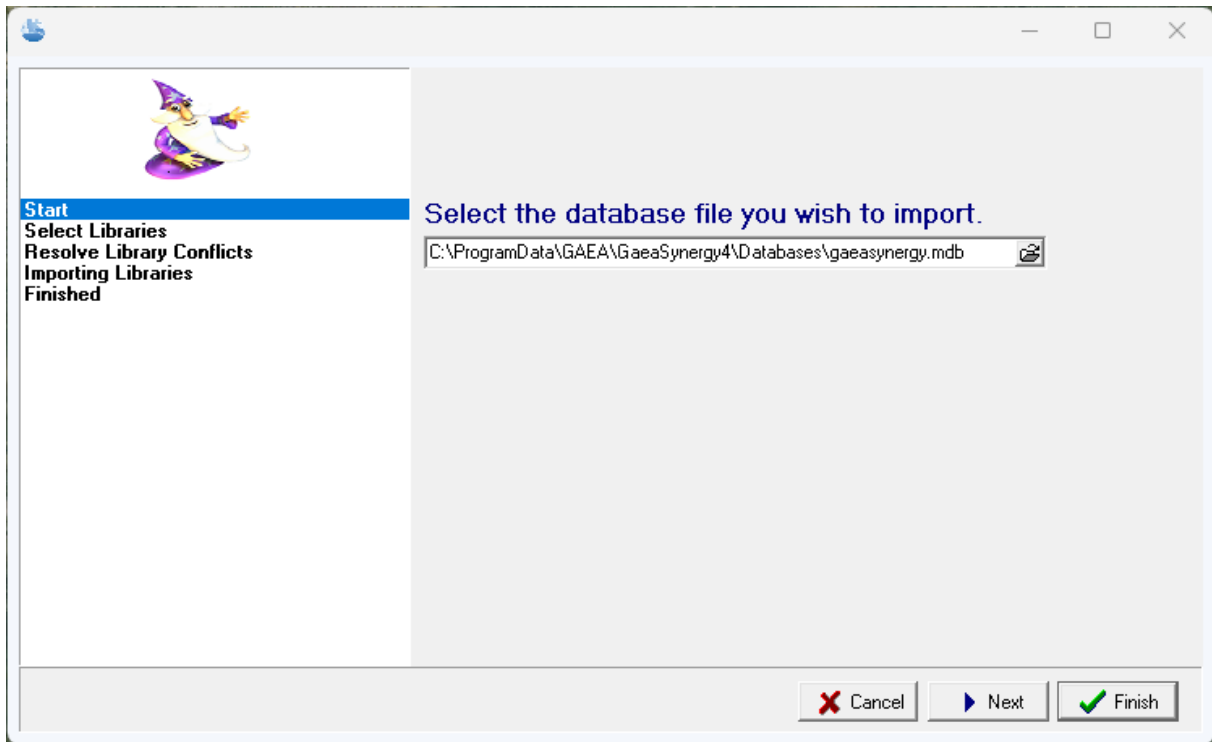 Start
Select Libraries
Resolve Library Conflicts
Importing Libraries
Finished
Select the database file you wish to import.
C:\ProgramData\GAEA\GaeaSynergy4\Databases\gaeasynergy.mdb
Cancel
Next
Finish